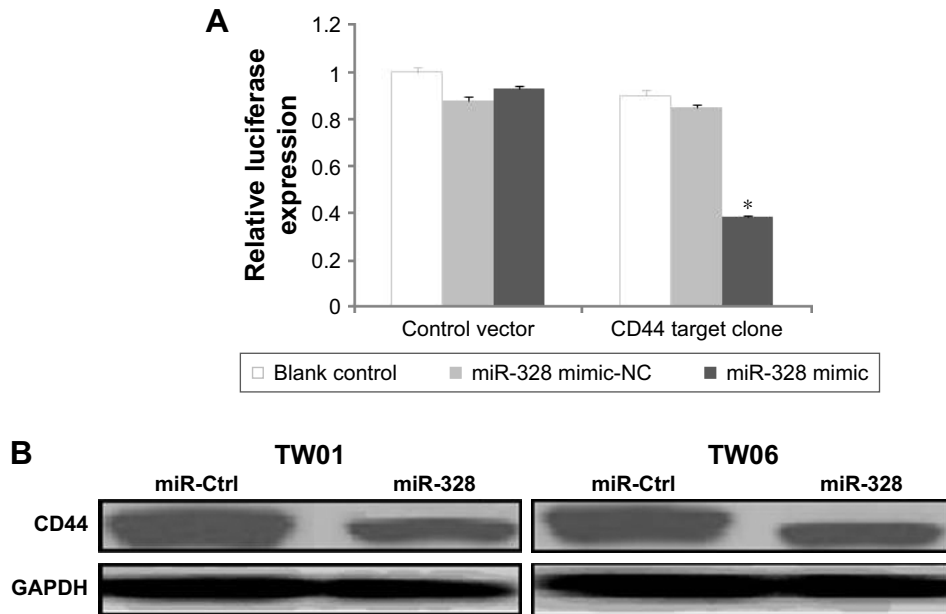 A
Relative luciferase
expression
1.2
1
0.8
0.6
0.4
0.2
0
*
Control vector
CD44 target clone
Blank control
miR-328 mimic-NC
miR-328 mimic
B
TW01
TW06
miR-Ctrl
miR-328
miR-Ctrl
miR-328
CD44
GAPDH